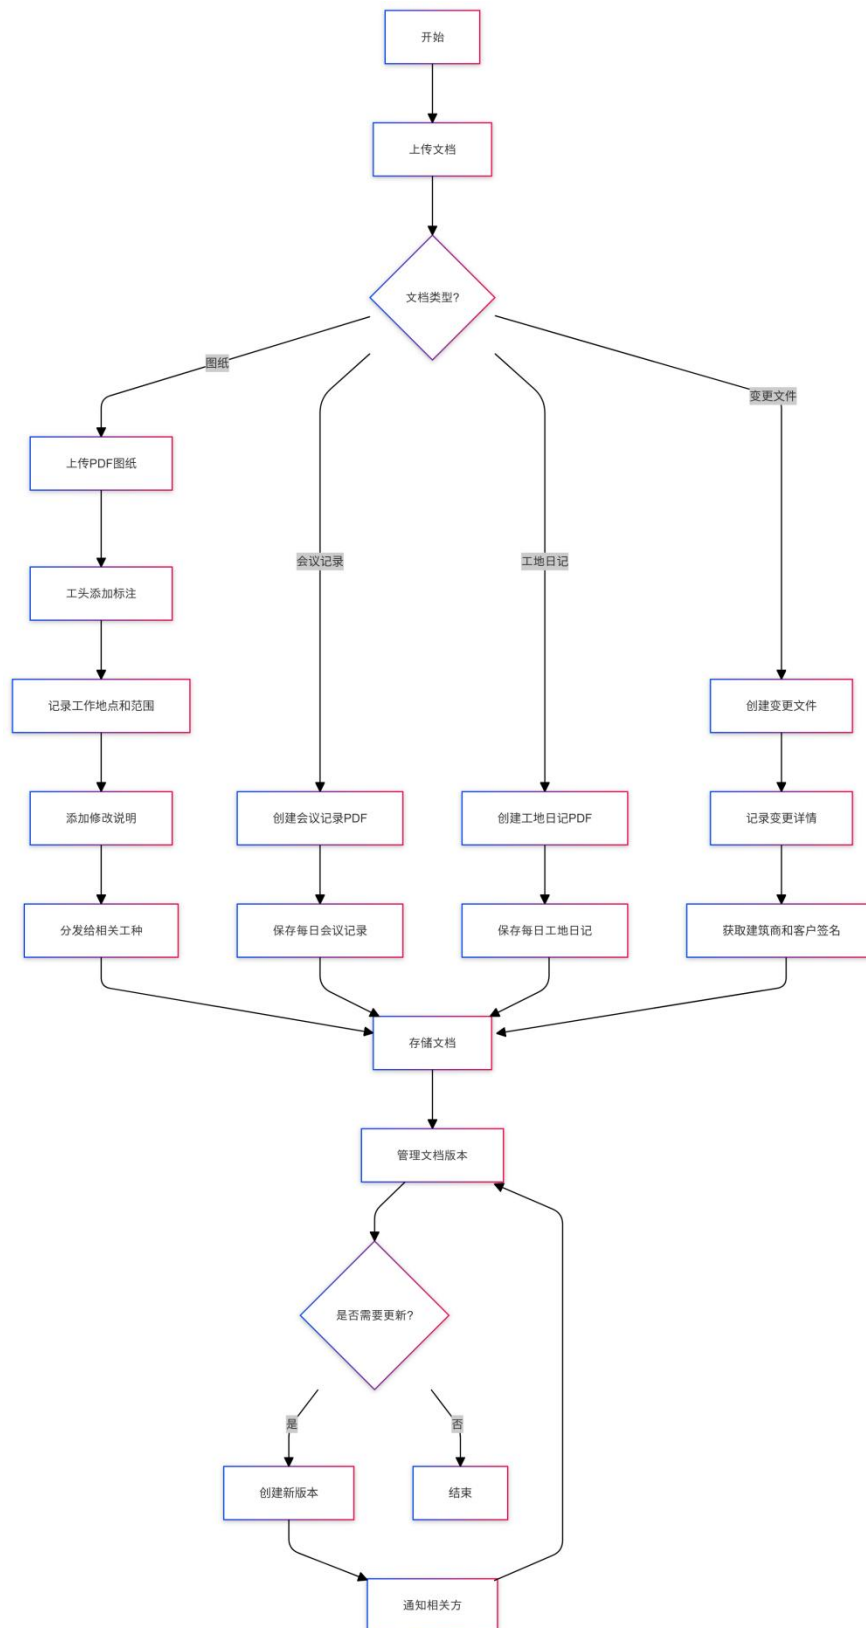 开始
上传文档
文档类型?
图纸
变更文件
上传PDF图纸
会议记录
工地日记
工头添加标注
记录工作地点和范围
创建变更文件
添加修改说明
创建会议记录PDF
创建工地日记PDF
记录变更详情
分发给相关工种
保存每日会议记录
保存每日工地日记
获取建筑商和客户签名
存储文档
管理文档版本
是否需要更新?
是
否
创建新版本
结束
通知相关方